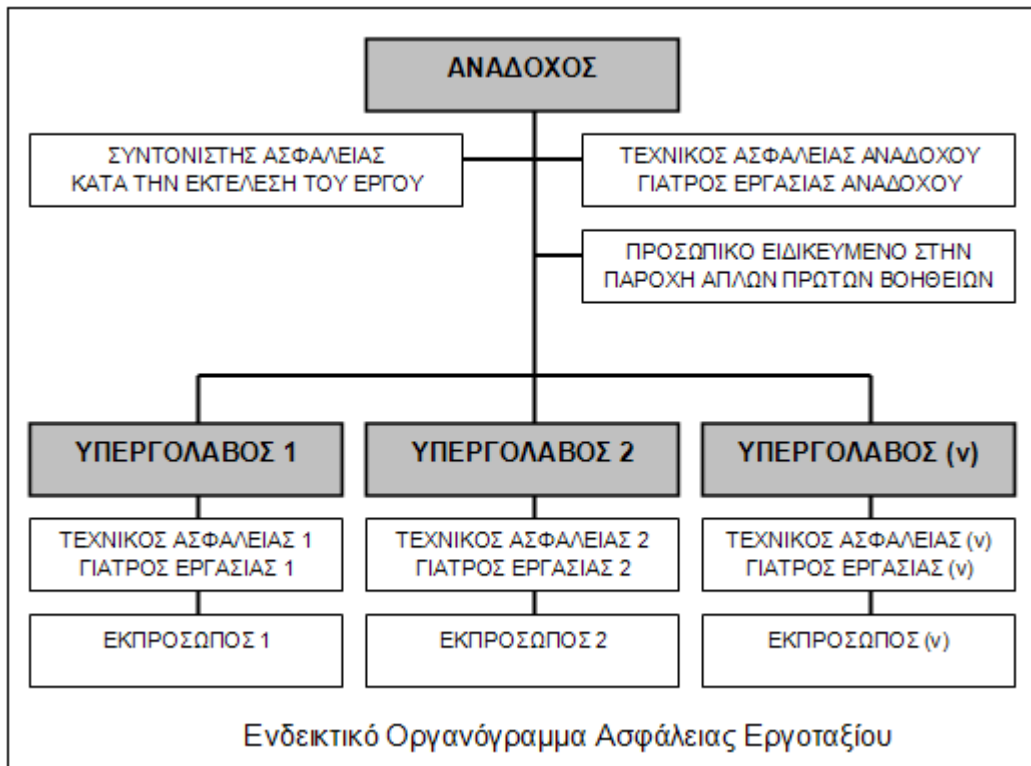 ΑΝΑΔΟΧΟΣ
ΣΥΝΤΟΝΙΣΤΗΣ ΑΣΦΑΛΕΙΑΣ
ΚΑΤΑ ΤΗΝ ΕΚΤΕΛΕΣΗ ΤΟΥ ΕΡΓΟΥ
ΤΕΧΝΙΚΟΣ ΑΣΦΑΛΕΙΑΣ ΑΝΑΔΟΧΟΥ
ΓΙΑΤΡΟΣ ΕΡΓΑΣΙΑΣ ΑΝΑΔΟΧΟΥ
ΠΡΟΣΩΠΙΚΟ ΕΙΔΙΚΕΥΜΕΝΟ ΣΤΗΝ
ΠΑΡΟΧΗ ΑΠΛΩΝ ΠΡΩΤΩΝ ΒΟΗΘΕΙΩΝ
ΥΠΕΡΓΟΛΑΒΟΣ 1
ΤΕΧΝΙΚΟΣ ΑΣΦΑΛΕΙΑΣ 1
ΓΙΑΤΡΟΣ ΕΡΓΑΣΙΑΣ 1
ΕΚΠΡΟΣΩΠΟΣ 1
ΥΠΕΡΓΟΛΑΒΟΣ 2
ΤΕΧΝΙΚΟΣ ΑΣΦΑΛΕΙΑΣ 2
ΓΙΑΤΡΟΣ ΕΡΓΑΣΙΑΣ 2
ΕΚΠΡΟΣΩΠΟΣ 2
ΥΠΕΡΓΟΛΑΒΟΣ (ν)
ΤΕΧΝΙΚΟΣ ΑΣΦΑΛΕΙΑΣ (ν)
ΓΙΑΤΡΟΣ ΕΡΓΑΣΙΑΣ (ν)
ΕΚΠΡΟΣΩΠΟΣ (ν)
Ενδεικτικό Οργανόγραμμα Ασφάλειας Εργοταξίου